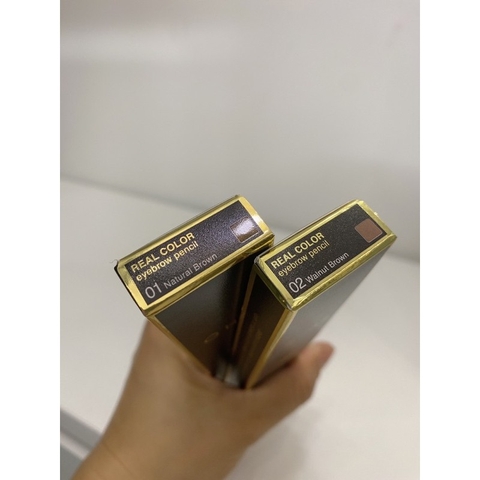 REAL COLOR
eyebrow pencil
01 Natural Brown
REAL COLOR
eyebrow pencil
02 Walnut Brown